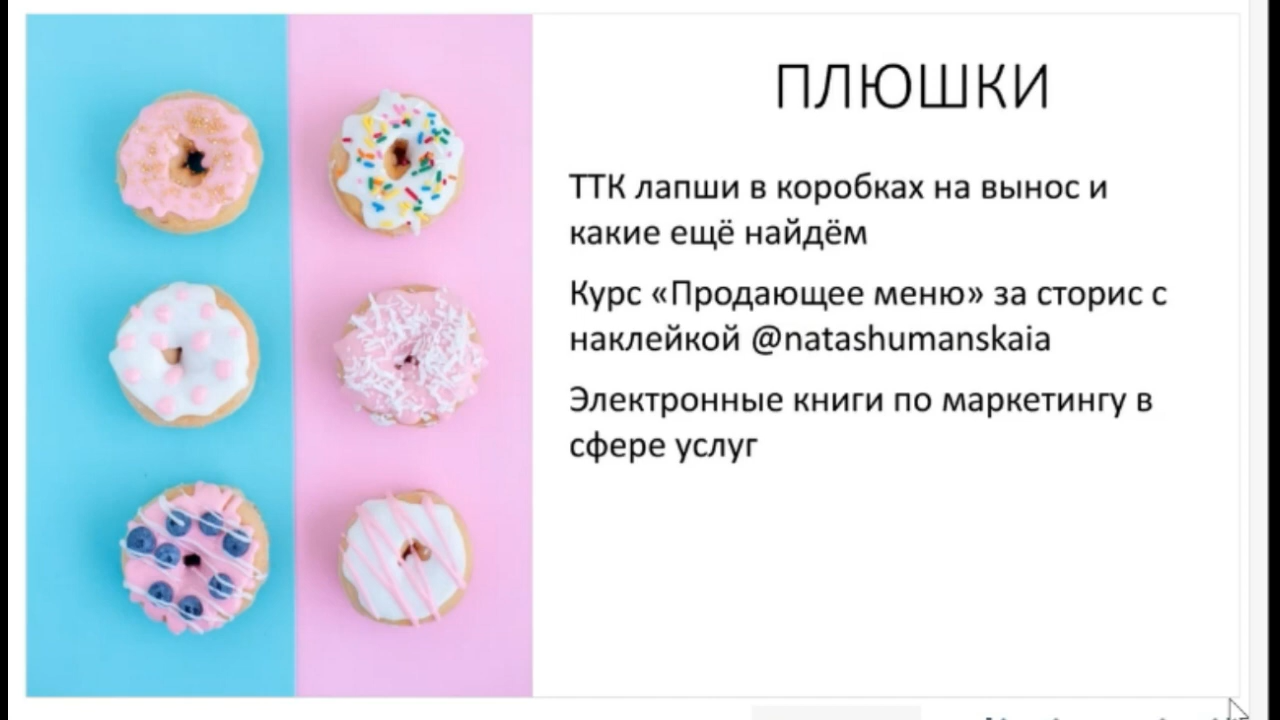 ПЛЮШКИ
ТТК лапши в коробках на вынос и
какие ещё найдём
Курс «Продающее меню» за сторис с
наклейкой @natashumanskaia
Электронные книги по маркетингу в
сфере услуг